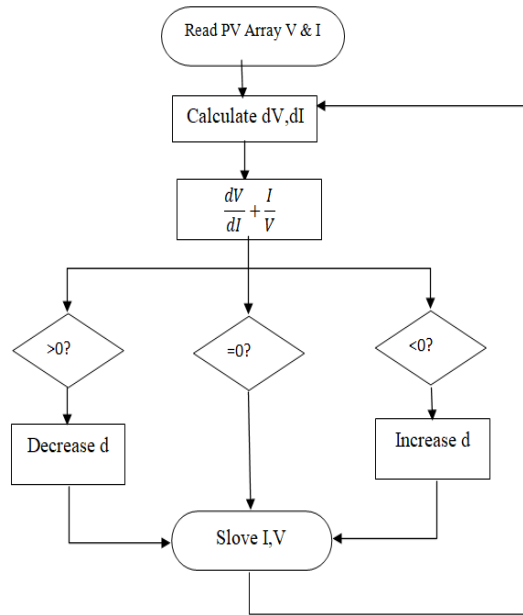 Read PV Array V & I
Calculate dV,dI
dV/dI + I/V
>0?
=0?
<0?
Decrease d
Increase d
Slove I,V